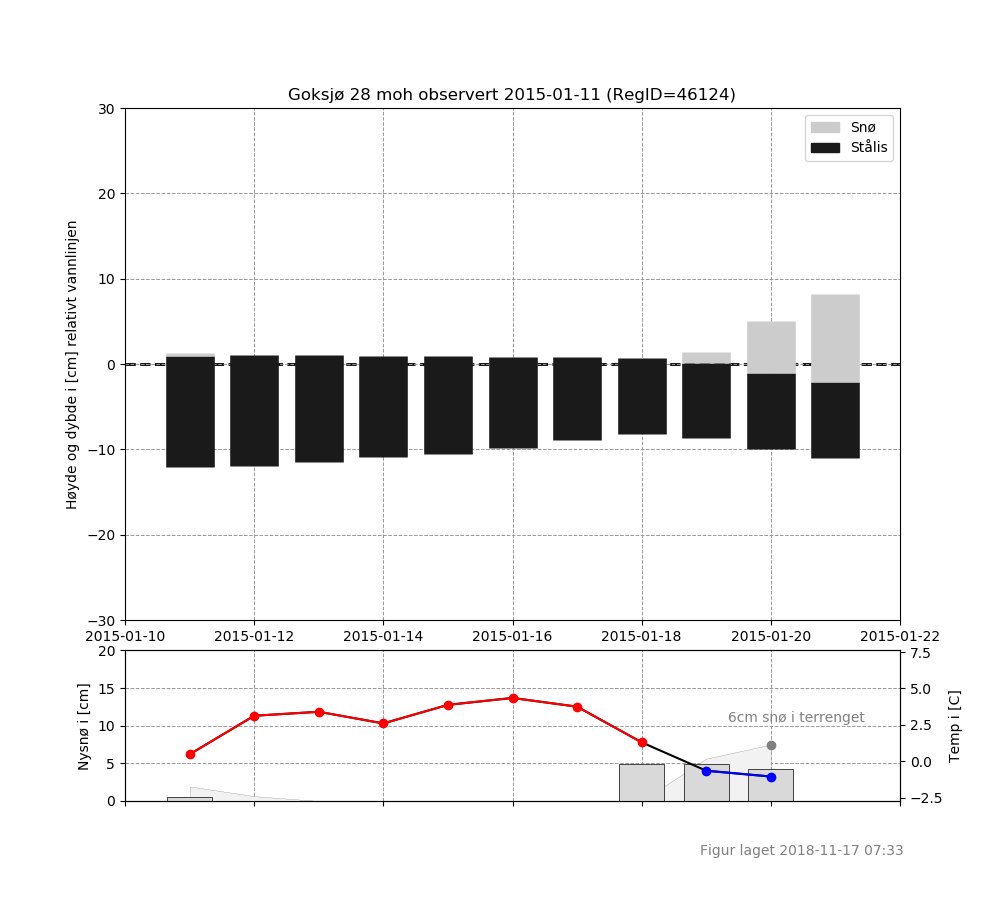 Goksjø 28 moh observert 2015-01-11 (RegID=46124)
Snø
Stålis
Høyde og dybde i [cm] relativt vannlinjen
30
20
10
0
−10
−20
−30
2015-01-10 2015-01-12 2015-01-14 2015-01-16 2015-01-18 2015-01-20 2015-01-22
Nysnø i [cm]
20
15
10
5
0
6cm snø i terrenget
7.5
5.0
2.5
0.0
−2.5
Temp i [C]
Figur laget 2018-11-17 07:33